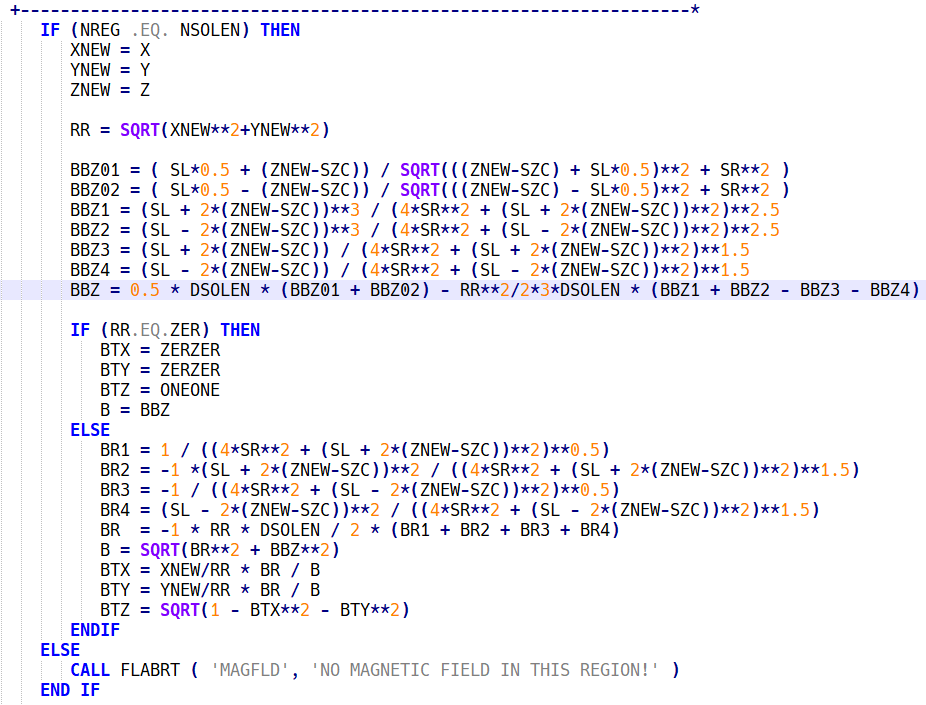 +-------------------------------------------------------------------*
IF (NREG .EQ. NSOLEN) THEN
XNEW = X
YNEW = Y
ZNEW = Z
RR = SQRT(XNEW**2+YNEW**2)
BBZ01 = ( SL*0.5 + (ZNEW-SZC)) / SQRT(((ZNEW-SZC) + SL*0.5)**2 + SR**2 )
BBZ02 = ( SL*0.5 - (ZNEW-SZC)) / SQRT(((ZNEW-SZC) - SL*0.5)**2 + SR**2 )
BBZ1 = (SL + 2*(ZNEW-SZC))**3 / (4*SR**2 + (SL + 2*(ZNEW-SZC))**2)**2.5
BBZ2 = (SL - 2*(ZNEW-SZC))**3 / (4*SR**2 + (SL - 2*(ZNEW-SZC))**2)**2.5
BBZ3 = (SL + 2*(ZNEW-SZC)) / (4*SR**2 + (SL + 2*(ZNEW-SZC))**2)**1.5
BBZ4 = (SL - 2*(ZNEW-SZC)) / (4*SR**2 + (SL - 2*(ZNEW-SZC))**2)**1.5
BBZ = 0.5 * DSOLEN * (BBZ01 + BBZ02) - RR**2/2*3*DSOLEN * (BBZ1 + BBZ2 - BBZ3 - BBZ4)
IF (RR.EQ.ZER) THEN
BTX = ZERZER
BTY = ZERZER
BTZ = ONEONE
B = BBZ
ELSE
BR1 = 1 / ((4*SR**2 + (SL + 2*(ZNEW-SZC))**2)**0.5)
BR2 = -1 *(SL + 2*(ZNEW-SZC))**2 / ((4*SR**2 + (SL + 2*(ZNEW-SZC))**2)**1.5)
BR3 = -1 / ((4*SR**2 + (SL - 2*(ZNEW-SZC))**2)**0.5)
BR4 = (SL - 2*(ZNEW-SZC))**2 / ((4*SR**2 + (SL - 2*(ZNEW-SZC))**2)**1.5)
BR  = -1 * RR * DSOLEN / 2 * (BR1 + BR2 + BR3 + BR4)
B = SQRT(BR**2 + BBZ**2)
BTX = XNEW/RR * BR / B
BTY = YNEW/RR * BR / B
BTZ = SQRT(1 - BTX**2 - BTY**2)
ENDIF
ELSE
CALL FLABRT ( 'MAGFLD', 'NO MAGNETIC FIELD IN THIS REGION!' )
END IF